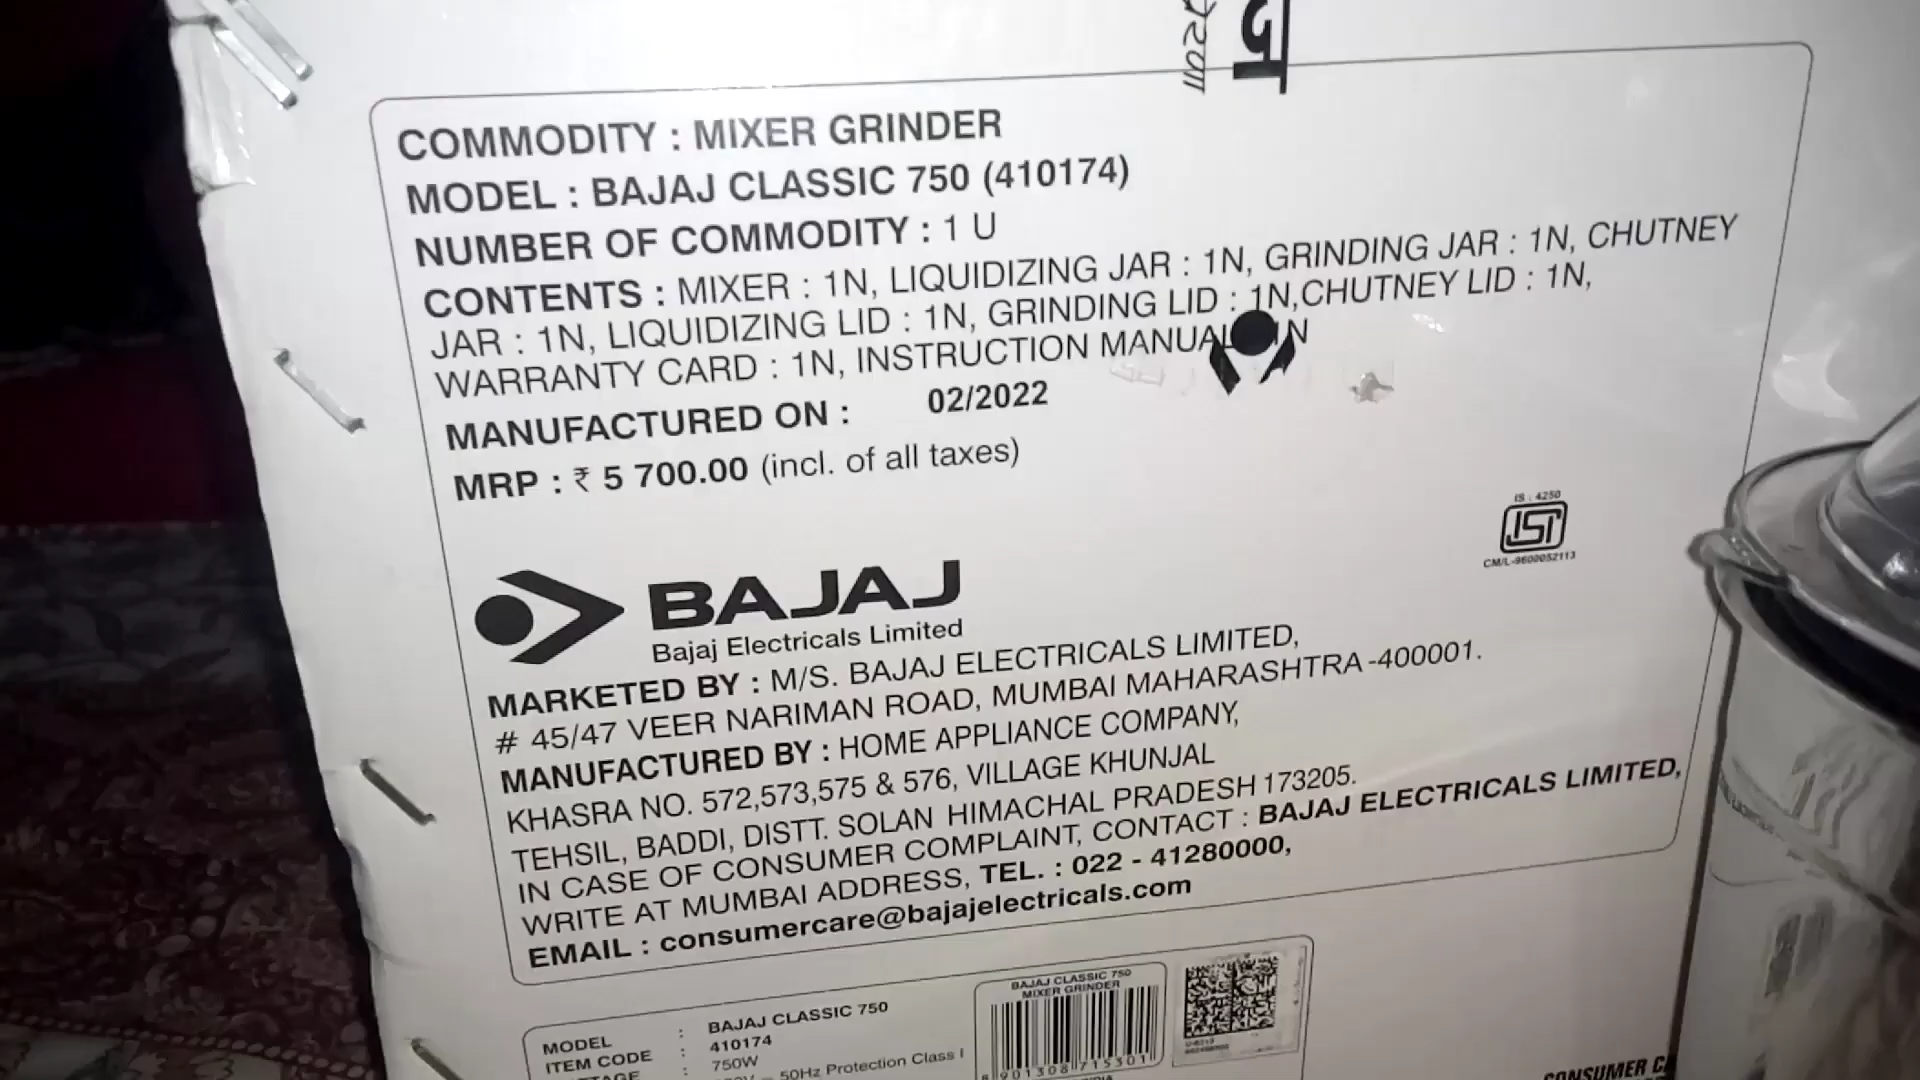 COMMODITY : MIXER GRINDER
MODEL : BAJAJ CLASSIC 750 (410174)
NUMBER OF COMMODITY : 1 U
CONTENTS : MIXER : 1N, LIQUIDIZING JAR : 1N, GRINDING JAR : 1N, CHUTNEY
JAR : 1N, LIQUIDIZING LID : 1N, GRINDING LID : 1N,CHUTNEY LID : 1N,
WARRANTY CARD : 1N, INSTRUCTION MANUAL N
MANUFACTURED ON : 02/2022
MRP : ₹ 5 700.00 (incl. of all taxes)
IS : 4250
ISI
CM/L-9600052113
BAJAJ
Bajaj Electricals Limited
MARKETED BY : M/S. BAJAJ ELECTRICALS LIMITED,
# 45/47 VEER NARIMAN ROAD, MUMBAI MAHARASHTRA-400001.
MANUFACTURED BY : HOME APPLIANCE COMPANY,
KHASRA NO. 572,573,575 & 576, VILLAGE KHUNJAL
TEHSIL, BADDI, DISTT. SOLAN HIMACHAL PRADESH 173205.
IN CASE OF CONSUMER COMPLAINT, CONTACT : BAJAJ ELECTRICALS LIMITED,
WRITE AT MUMBAI ADDRESS, TEL. : 022 - 41280000,
EMAIL : consumercare@bajajelectricals.com
MODEL : BAJAJ CLASSIC 750
ITEM CODE : 410174
: 750W
50Hz Protection Class I
BAJAJ CLASSIC 750
MIXER GRINDER
8 901308 715301
CONSUMER